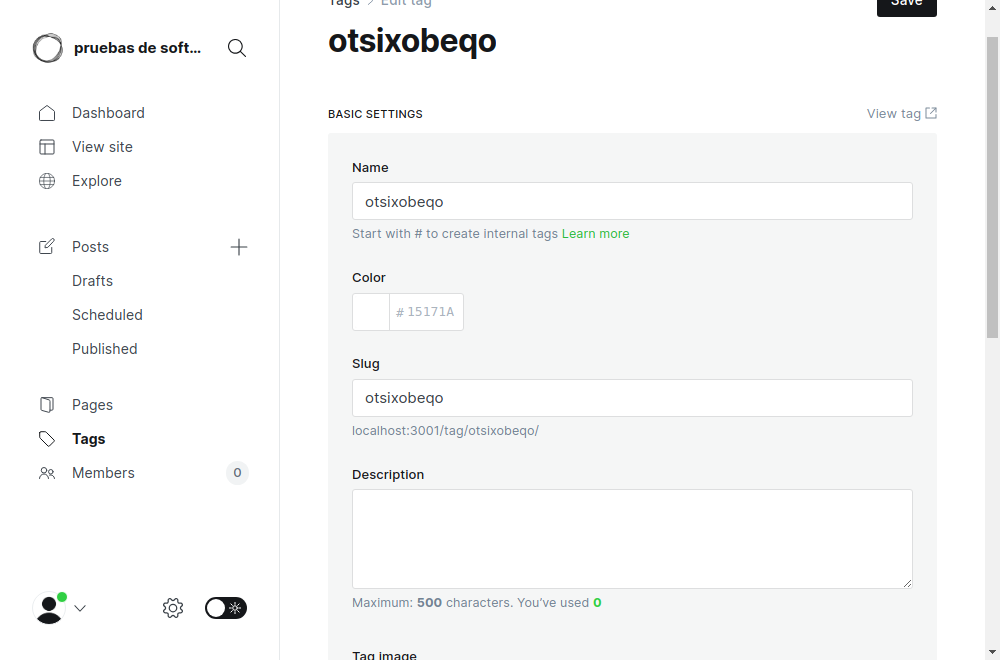 Tags Edit tag
Save
pruebas de soft...
otsixobeqo
Dashboard
View site
Explore
Posts
Drafts
Scheduled
Published
Pages
Tags
Members 0
BASIC SETTINGS
View tag
Name
otsixobeqo
Start with # to create internal tags Learn more
Color
# 15171A
Slug
otsixobeqo
localhost:3001/tag/otsixobeqo/
Description
Maximum: 500 characters. You've used 0
Tag image